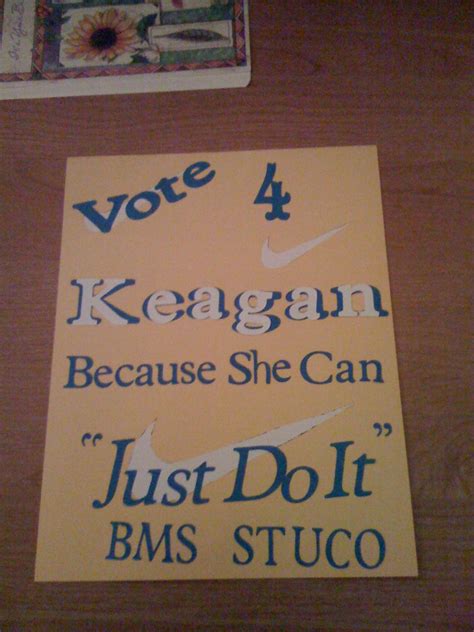 Vote 4
Keagan
Because She Can
"Just Do It"
BMS STUCO